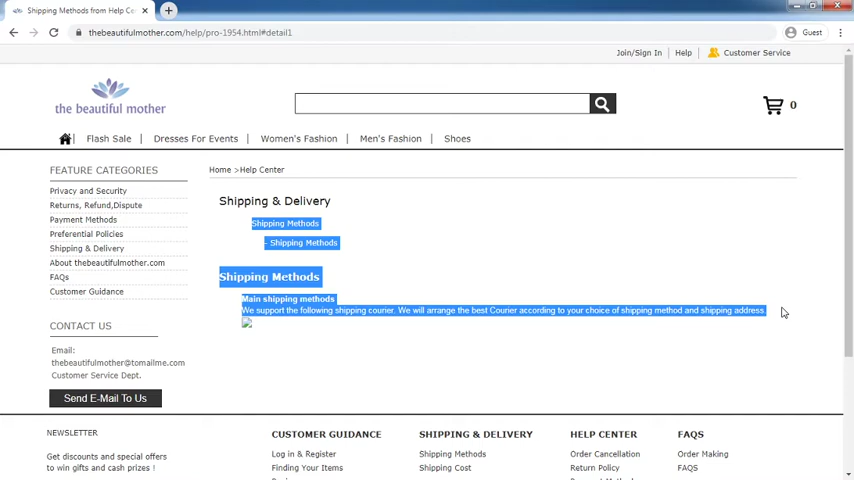 Shipping Methods from Help Ce
thebeautifulmother.com/help/pro-1954.html#detail1
Guest
Join/Sign In | Help | Customer Service
the beautiful mother
0
Flash Sale | Dresses For Events | Women's Fashion | Men's Fashion | Shoes
FEATURE CATEGORIES
Privacy and Security
Returns, Refund,Dispute
Payment Methods
Preferential Policies
Shipping & Delivery
About thebeautifulmother.com
FAQs
Customer Guidance
CONTACT US
Email:
thebeautifulmother@tomailme.com
Customer Service Dept.
Send E-Mail To Us
Home >Help Center
Shipping & Delivery
Shipping Methods
- Shipping Methods
Shipping Methods
Main shipping methods
We support the following shipping courier. We will arrange the best Courier according to your choice of shipping method and shipping address.
NEWSLETTER
Get discounts and special offers
to win gifts and cash prizes !
CUSTOMER GUIDANCE
Log in & Register
Finding Your Items
SHIPPING & DELIVERY
Shipping Methods
Shipping Cost
HELP CENTER
Order Cancellation
Return Policy
FAQS
Order Making
FAQS